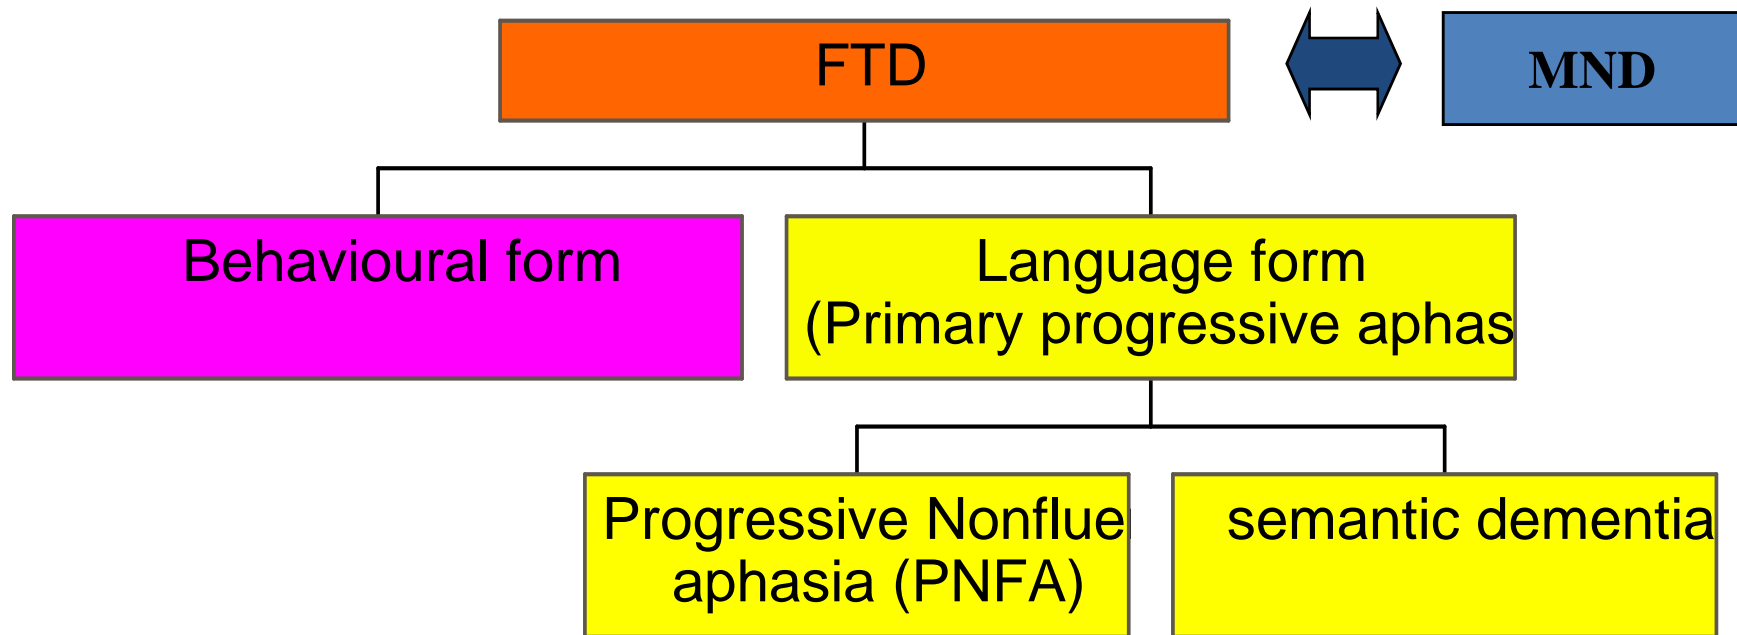 FTD
MND
Behavioural form
Language form
(Primary progressive aphas
Progressive Nonflue
aphasia (PNFA)
semantic dementia